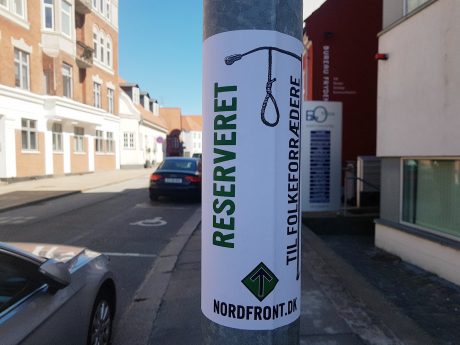 RESERVERET
TIL FOLKEFORRÆDERE
NORDFRONT.DK